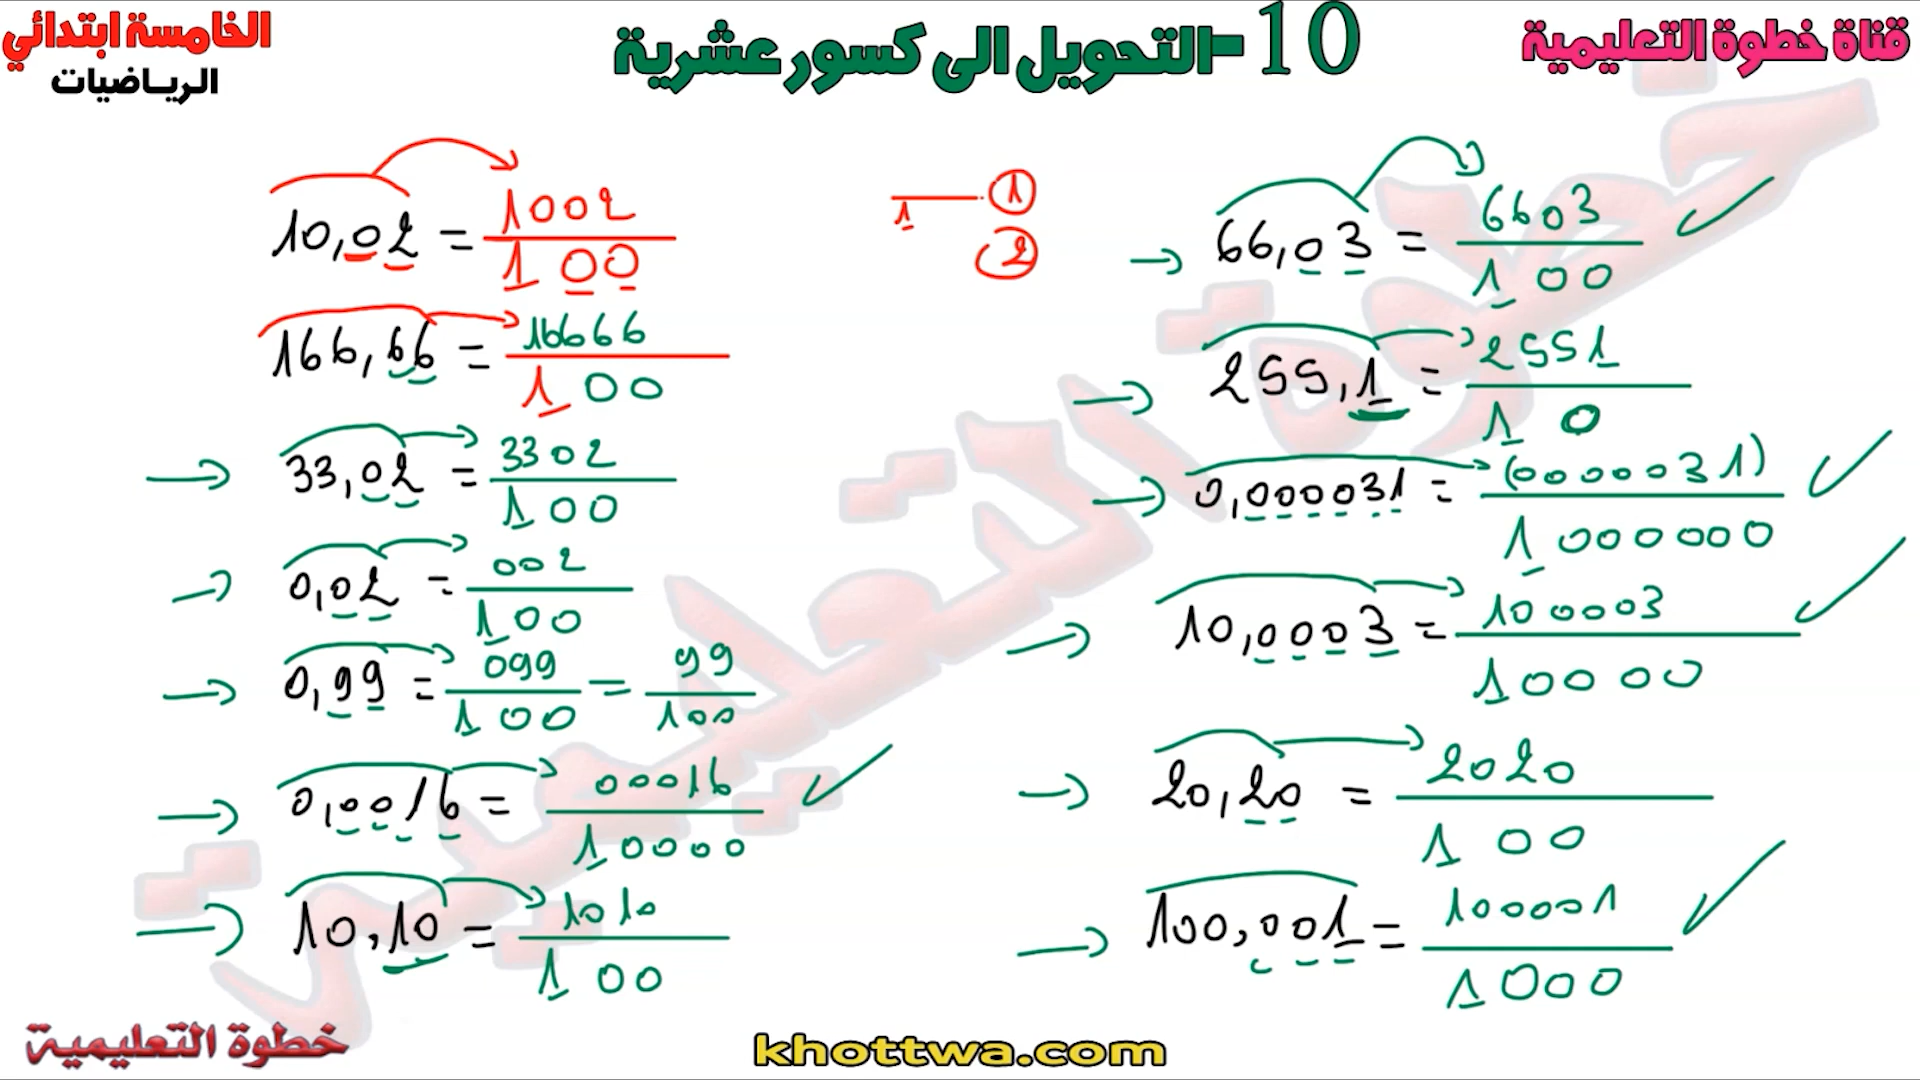 قناة خطوة التعليمية
10-التحويل الى كسور عشرية
الخامسة ابتدائي
الرياضيات
10,02 = 1002/100
166,66 = 16666/100
33,02 = 3302/100
0,02 = 002/100
0,99 = 099/100 = 99/100
0,0016 = 00016/10000
10,10 = 1010/100
1 ①
②
66,03 = 6603/100
255,1 = 2551/10
0,000031 = (0000031)/1000000
10,0003 = 100003/10000
20,20 = 2020/100
100,001 = 100001/1000
خطوة التعليمية
khottwa.com